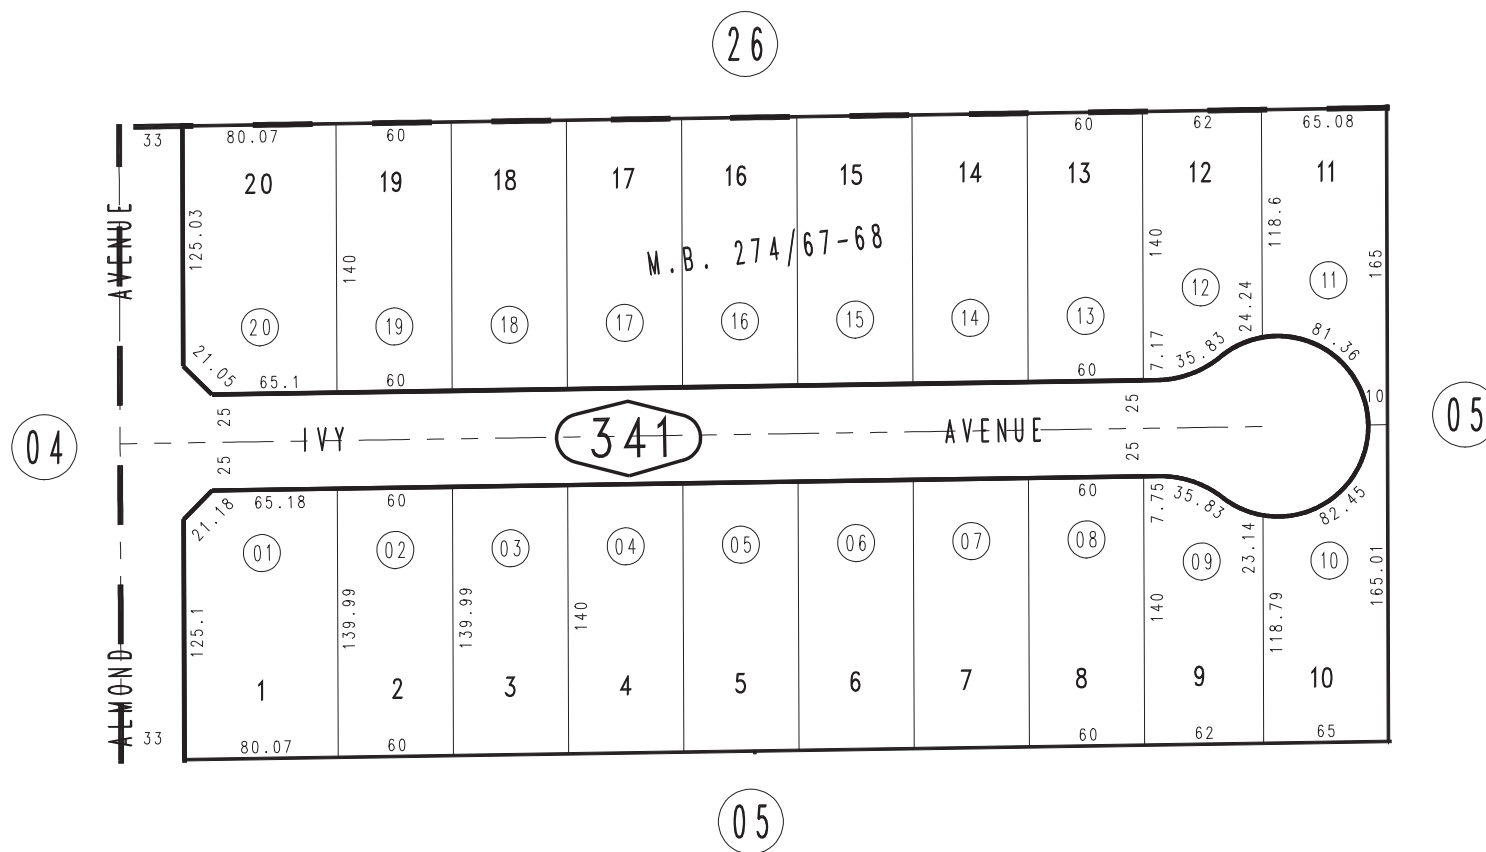 26
33 80.07 60 60 62 65.08
20 19 18 17 16 15 14 13 12 11
125.03 140 140 118.6 165
M.B. 274/67-68
20 19 18 17 16 15 14 13 12 11
21.05 65.1 60 60 7.17 35.83 24.24 81.36
10
25 25
04 IVY 341 AVENUE 05
25 25
21.18 65.18 60 60 7.75 35.83 23.14 82.45
01 02 03 04 05 06 07 08 09 10
125.1 139.99 139.99 140 140 118.79 165.01
1 2 3 4 5 6 7 8 9 10
33 80.07 60 60 62 65
ALMOND AVENUE
05